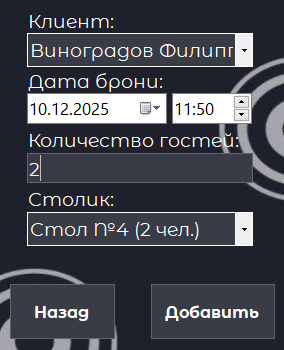 Клиент:
Виноградов Филипп
Дата брони:
10.12.2025 11:50
Количество гостей:
2
Столик:
Стол №4 (2 чел.)
Назад Добавить